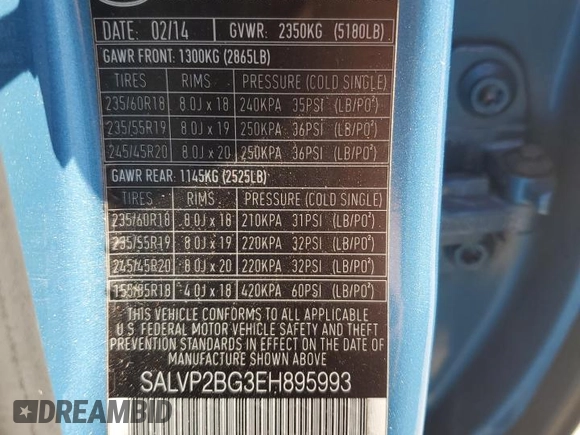 DATE: 02/14 GVWR: 2350KG (5180LB)
GAWR FRONT: 1300KG (2865LB)
TIRES RIMS PRESSURE (COLD SINGLE)
235/60R18 8.0J x 18 240KPA 35PSI (LB/PO²)
235/55R19 8.0J x 19 250KPA 36PSI (LB/PO²)
245/45R20 8.0J x 20 250KPA 36PSI (LB/PO²)
GAWR REAR: 1145KG (2525LB)
TIRES RIMS PRESSURE (COLD SINGLE)
235/60R18 8.0J x 18 210KPA 31PSI (LB/PO²)
235/55R19 8.0J x 19 220KPA 32PSI (LB/PO²)
245/45R20 8.0J x 20 220KPA 32PSI (LB/PO²)
155/85R18 4.0J x 18 420KPA 60PSI (LB/PO²)
THIS VEHICLE CONFORMS TO ALL APPLICABLE
U.S. FEDERAL MOTOR VEHICLE SAFETY AND THEFT
PREVENTION STANDARDS IN EFFECT ON THE DATE OF
MANUFACTURE SHOWN ABOVE
SALVP2BG3EH895993
DREAMBID